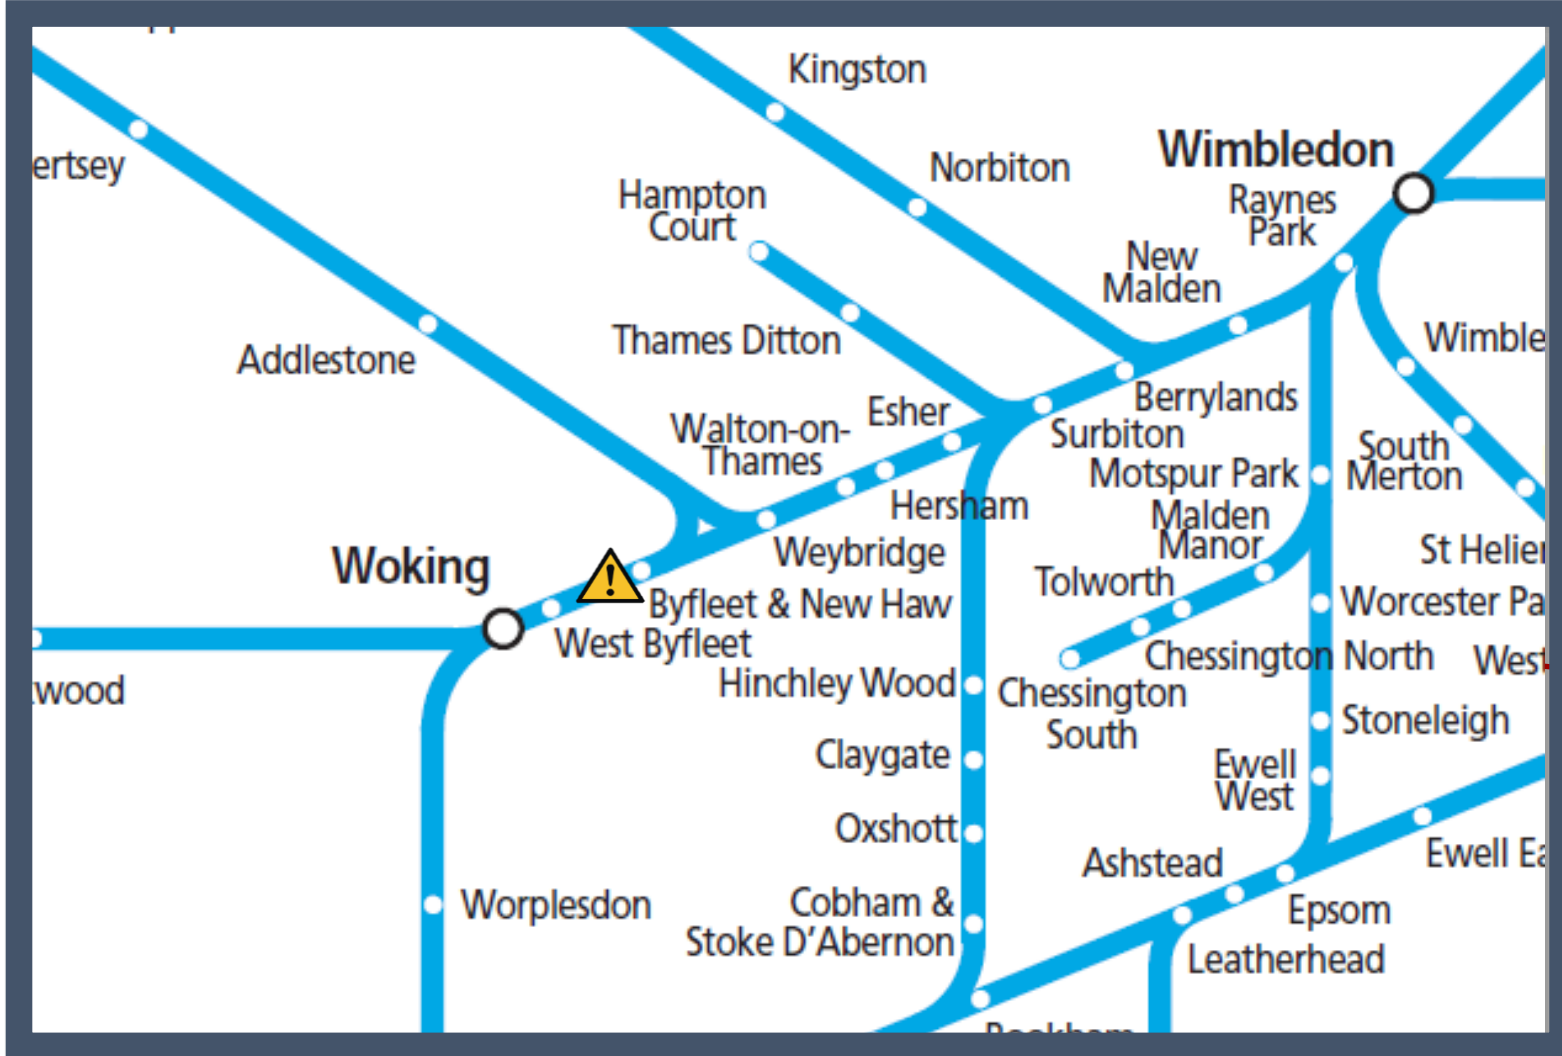 Kingston
Wimbledon
ertsey
Norbiton
Hampton
Court
Raynes
Park
New
Malden
Thames Ditton
Wimble
Addlestone
Esher
Berrylands
Walton-on-
Thames
Surbiton
South
Merton
Motspur Park
Hersham
Malden
Manor
Weybridge
St Helier
Woking
!
Tolworth
Byfleet & New Haw
Worcester Pa
West Byfleet
Chessington North
West
Hinchley Wood
Chessington
South
wood
Stoneleigh
Claygate
Ewell
West
Oxshott
Ashstead
Ewell Ea
Cobham &
Stoke D'Abernon
Worplesdon
Epsom
Leatherhead